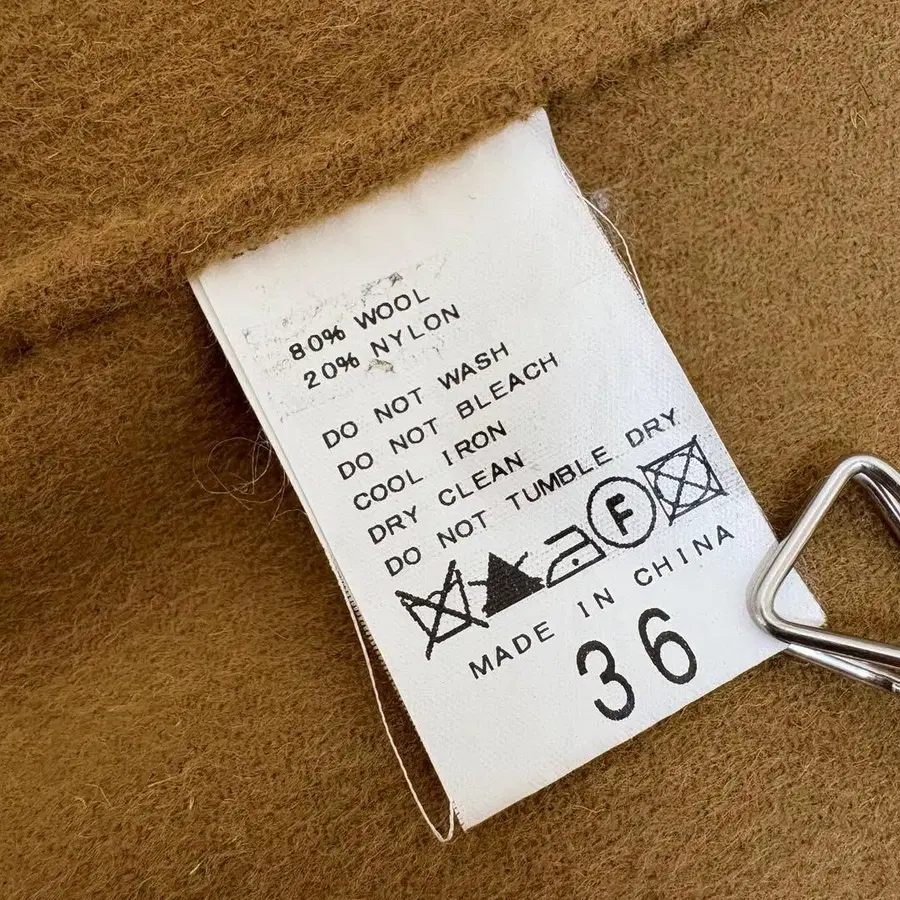 80% WOOL
20% NYLON
DO NOT WASH
DO NOT BLEACH
COOL IRON
DRY CLEAN
DO NOT TUMBLE DRY
F
MADE IN CHINA
36